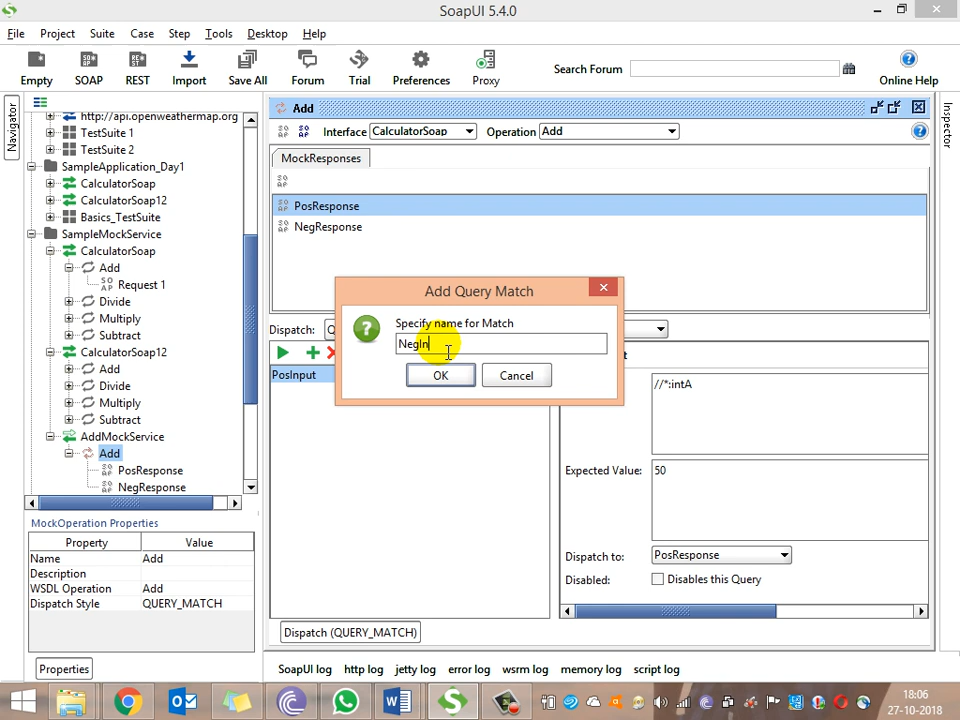 SoapUI 5.4.0
File Project Suite Case Step Tools Desktop Help
Empty SOAP REST Import Save All Forum Trial Preferences Proxy Search Forum Online Help
Navigator
http://api.openweathermap.org
TestSuite 1
TestSuite 2
SampleApplication_Day1
CalculatorSoap
CalculatorSoap12
Basics_TestSuite
SampleMockService
CalculatorSoap
Add
Request 1
Divide
Multiply
Subtract
CalculatorSoap12
Add
Divide
Multiply
Subtract
AddMockService
Add
PosResponse
NegResponse
MockOperation Properties
Property Value
Name Add
Description
WSDL Operation Add
Dispatch Style QUERY_MATCH
Properties
Add
Interface CalculatorSoap Operation Add
MockResponses
PosResponse
NegResponse
Dispatch:
PosInput
Add Query Match
Specify name for Match
NegIn
OK Cancel
//*:intA
Expected Value: 50
Dispatch to: PosResponse
Disabled: Disables this Query
Dispatch (QUERY_MATCH)
SoapUI log http log jetty log error log wsrm log memory log script log
Inspector
18:06
27-10-2018